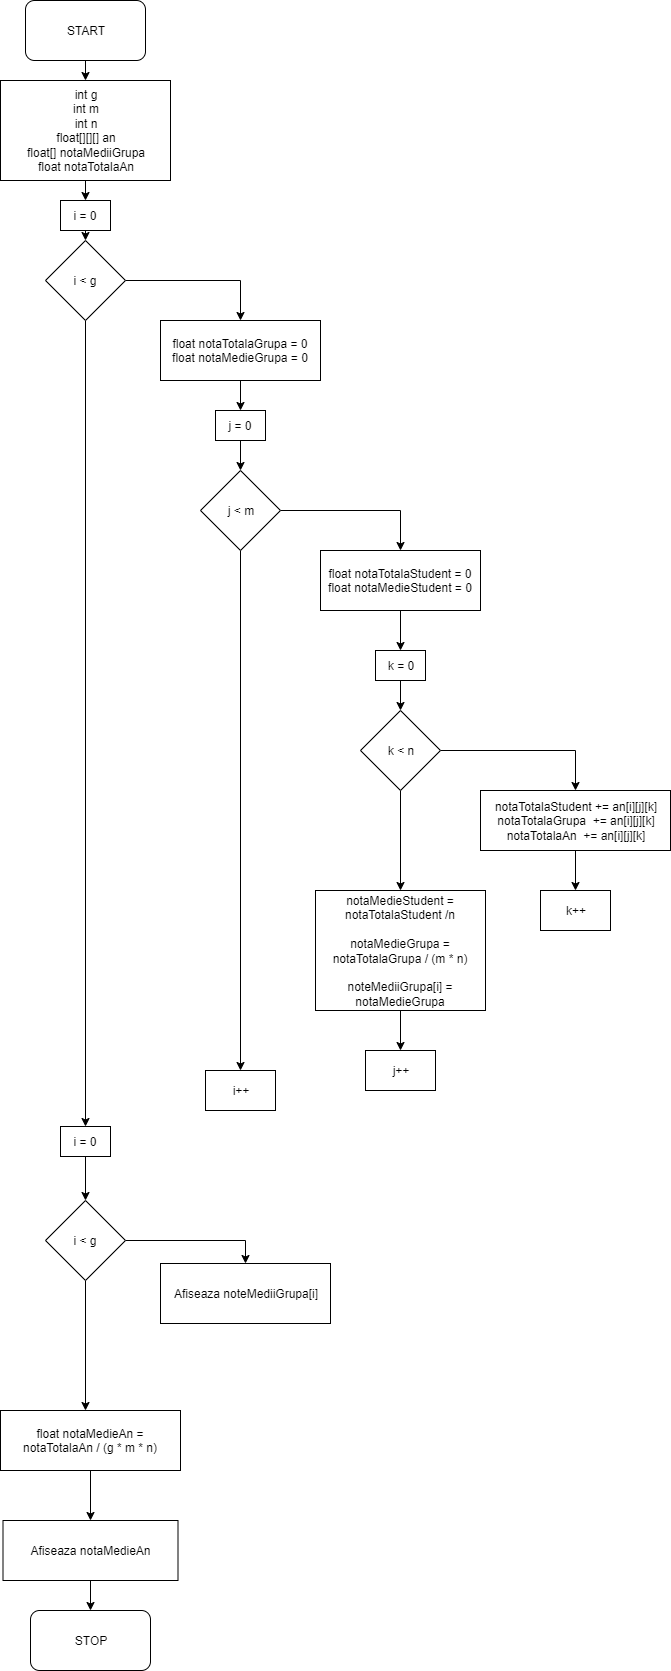 START
int g
int m
int n
float[][][] an
float[] notaMediiGrupa
float notaTotalaAn
i = 0
i < g
float notaTotalaGrupa = 0
float notaMedieGrupa = 0
j = 0
j < m
float notaTotalaStudent = 0
float notaMedieStudent = 0
k = 0
k < n
notaTotalaStudent += an[i][j][k]
notaTotalaGrupa += an[i][j][k]
notaTotalaAn += an[i][j][k]
k++
notaMedieStudent =
notaTotalaStudent /n
notaMedieGrupa =
notaTotalaGrupa / (m * n)
noteMediiGrupa[i] =
notaMedieGrupa
j++
i++
i = 0
i < g
Afiseaza noteMediiGrupa[i]
float notaMedieAn =
notaTotalaAn / (g * m * n)
Afiseaza notaMedieAn
STOP